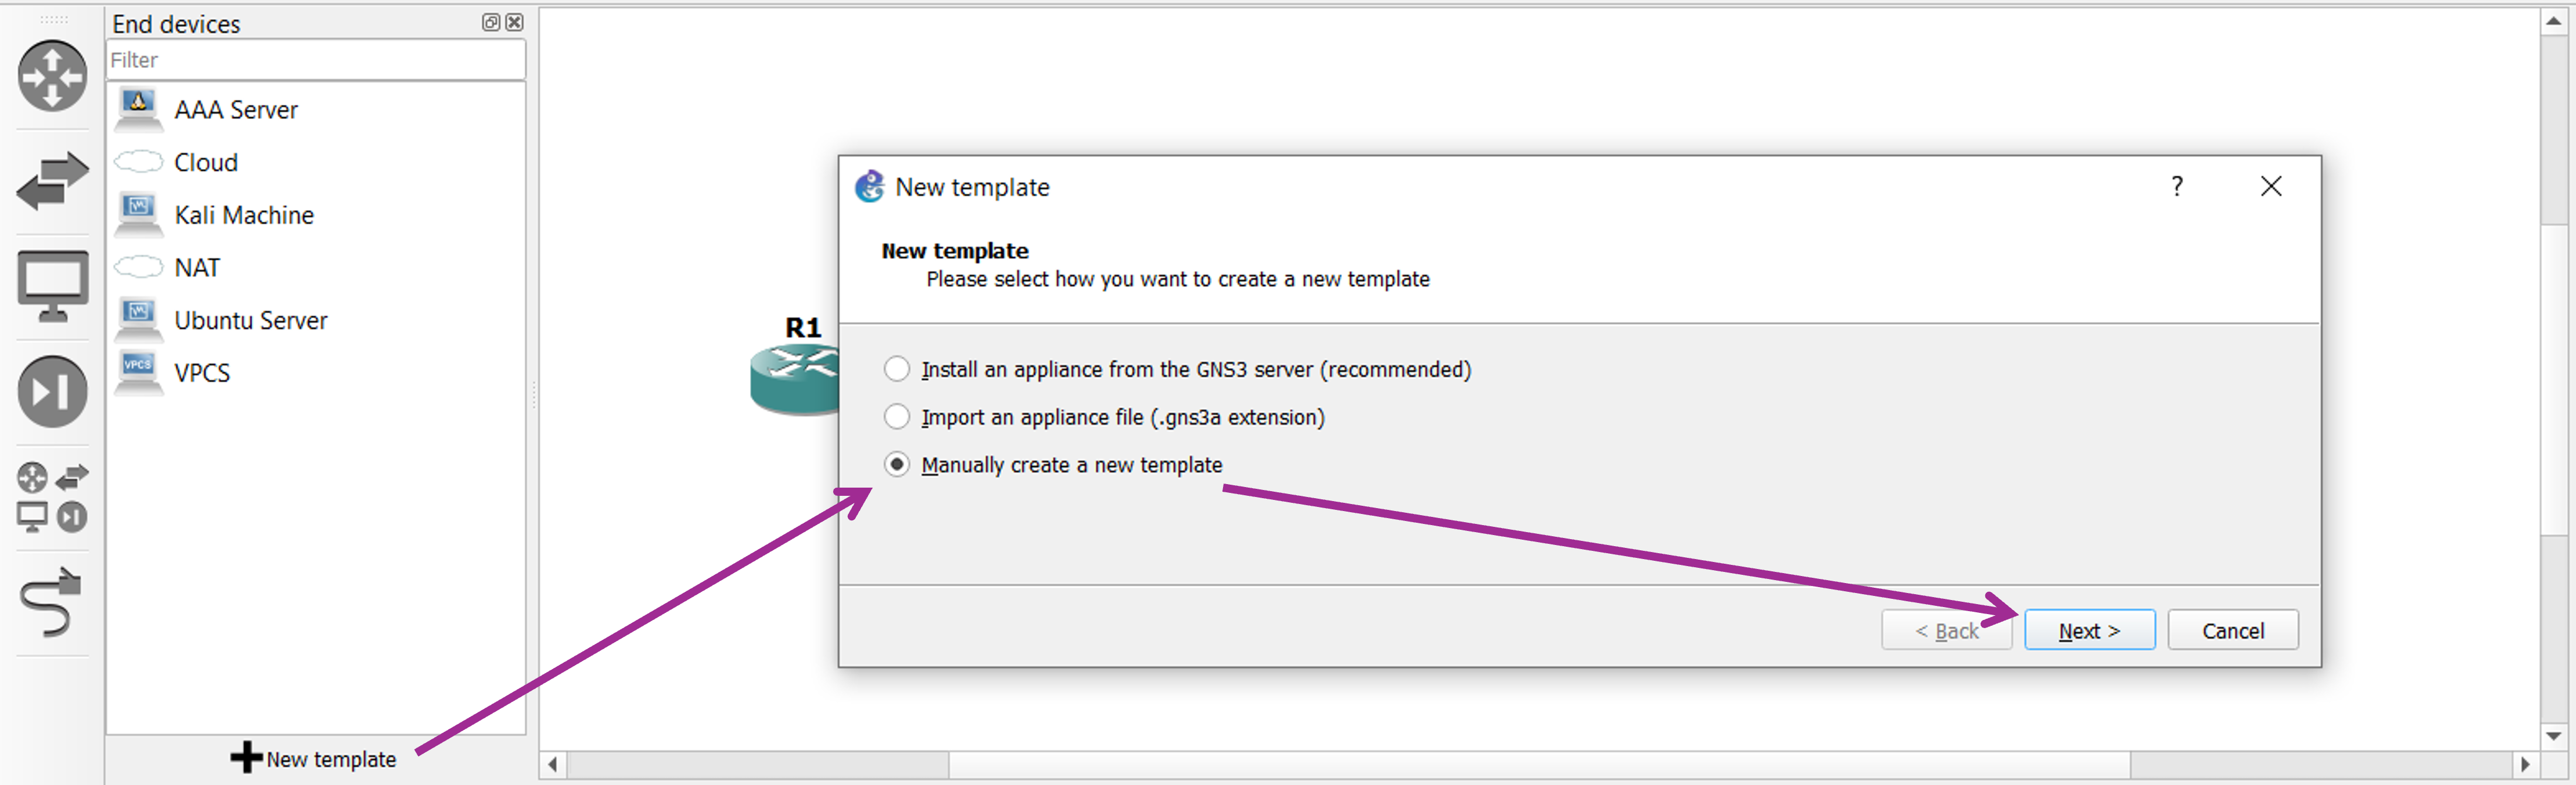 End devices
Filter
AAA Server
Cloud
Kali Machine
NAT
Ubuntu Server
VPCS
VPCS
New template
R1
New template
?
New template
Please select how you want to create a new template
Install an appliance from the GNS3 server (recommended)
Import an appliance file (.gns3a extension)
Manually create a new template
< Back
Next >
Cancel